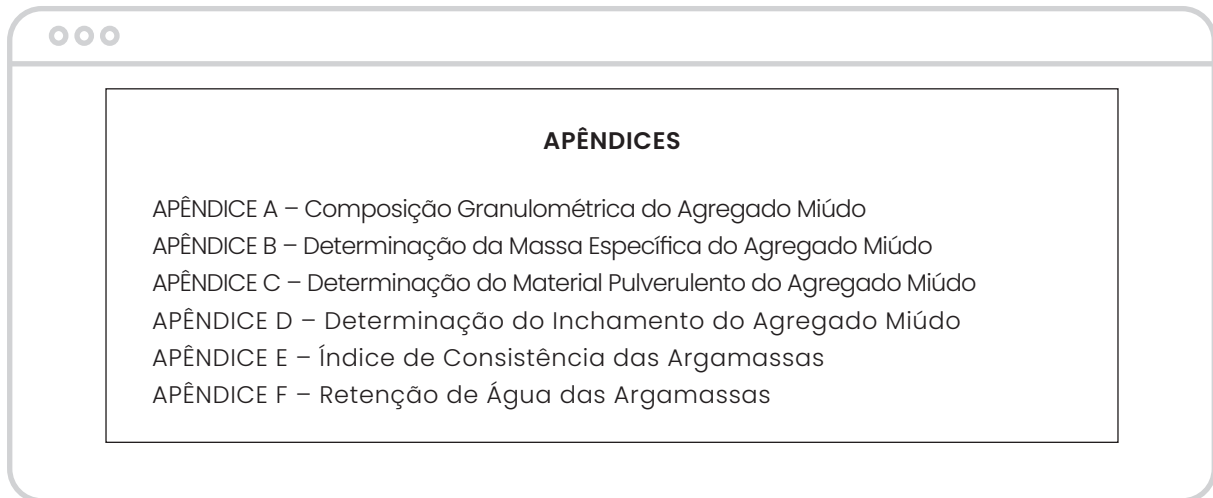 APÊNDICES
APÊNDICE A – Composição Granulométrica do Agregado Miúdo
APÊNDICE B – Determinação da Massa Específica do Agregado Miúdo
APÊNDICE C – Determinação do Material Pulverulento do Agregado Miúdo
APÊNDICE D – Determinação do Inchamento do Agregado Miúdo
APÊNDICE E – Índice de Consistência das Argamassas
APÊNDICE F – Retenção de Água das Argamassas